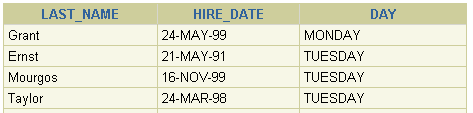 LAST_NAME HIRE_DATE DAY
Grant 24-MAY-99 MONDAY
Ernst 21-MAY-91 TUESDAY
Mourgos 16-NOV-99 TUESDAY
Taylor 24-MAR-98 TUESDAY